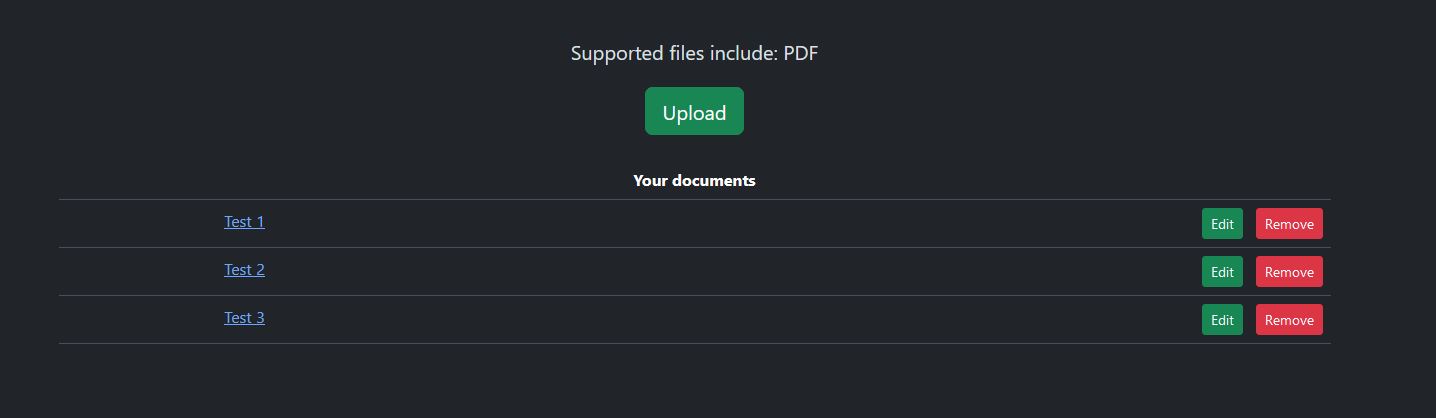 Supported files include: PDF
Upload
Your documents
Test 1 Edit Remove
Test 2 Edit Remove
Test 3 Edit Remove